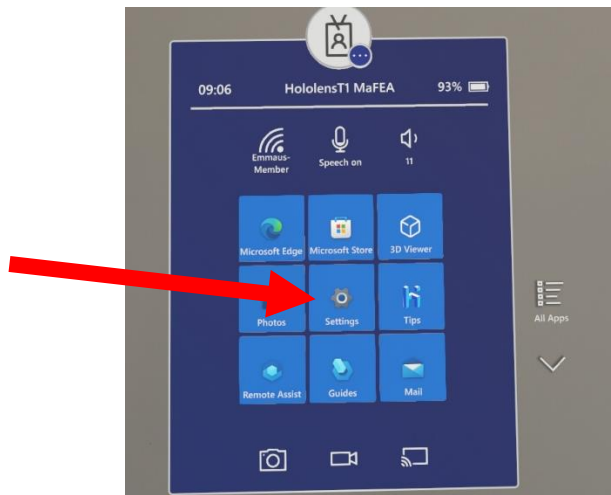 09:06 HololensT1 MaFEA 93%
Emmaus-
Member
Speech on
11
Microsoft Edge Microsoft Store 3D Viewer
Photos Settings Tips
All Apps
Remote Assist Guides Mail